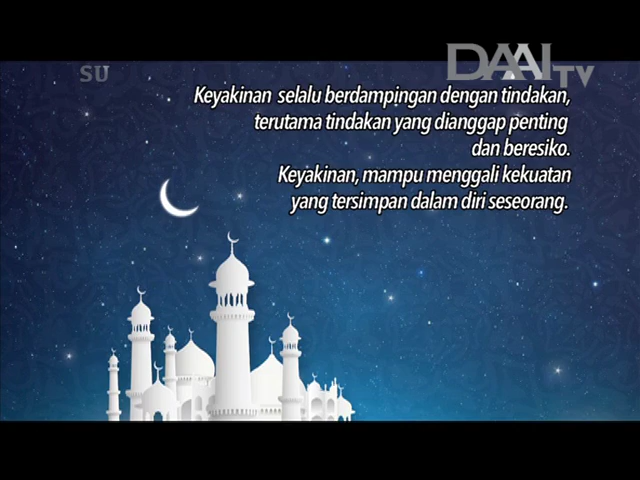 SU
DAAI TV
Keyakinan selalu berdampingan dengan tindakan,
terutama tindakan yang dianggap penting
dan beresiko.
Keyakinan, mampu menggali kekuatan
yang tersimpan dalam diri seseorang.